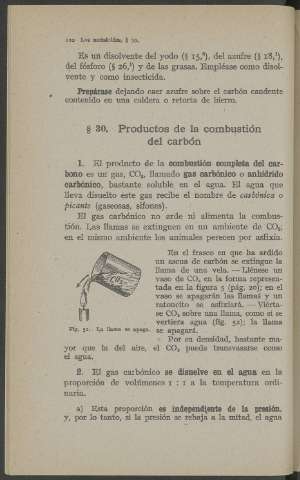 122 Los metaloides, § 30.
Es un disolvente del yodo (§ 15,⁶), del azufre (§ 18,¹),
del fósforo (§ 26,¹) y de las grasas. Empléase como disol-
vente y como insecticida.
Prepárase dejando caer azufre sobre el carbón candente
contenido en una caldera o retorta de hierro.
§ 30. Productos de la combustión
del carbón
1. El producto de la combustión completa del car-
bono es un gas, CO₂, llamado gas carbónico o anhídrido
carbónico, bastante soluble en el agua. El agua que
lleva disuelto este gas recibe el nombre de carbónica o
picante (gaseosas, sifones).
El gas carbónico no arde ni alimenta la combus-
tión. Las llamas se extinguen en un ambiente de CO₂;
en el mismo ambiente los animales perecen por asfixia.
En el frasco en que ha ardido
un ascua de carbón se extingue la
llama de una vela. — Llénese un
vaso de CO₂ en la forma represen-
tada en la figura 5 (pág. 20); en el
vaso se apagarán las llamas y un
ratoncito se asfixiará. — Viérta-
se CO₂ sobre una llama, como si se
vertiera agua (fig. 52); la llama
se apagará.
CO₂
Fig. 52. La llama se apaga.
Por su densidad, bastante ma-
yor que la del aire, el CO₂ puede transvasarse como
el agua.
2. El gas carbónico se disuelve en el agua en la
proporción de volúmenes 1 : 1 a la temperatura ordi-
naria.
a) Esta proporción es independiente de la presión,
y, por lo tanto, si la presión se rebaja a la mitad, el agua